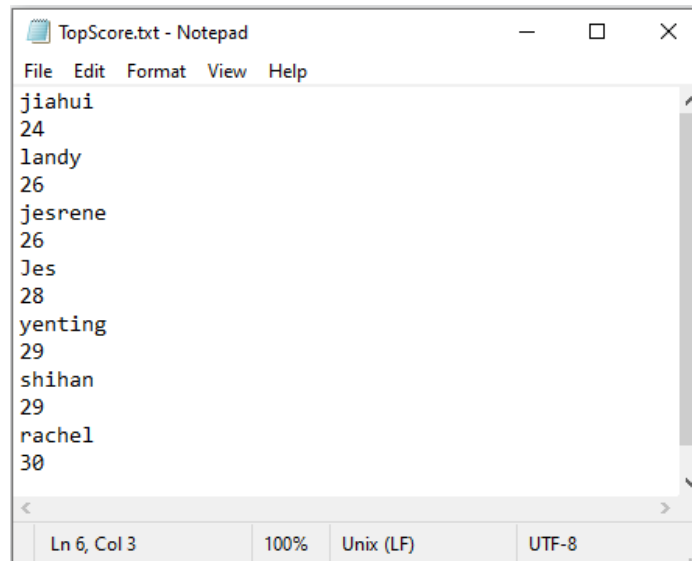 TopScore.txt - Notepad
File Edit Format View Help
jiahui
24
landy
26
jesrene
26
Jes
28
yenting
29
shihan
29
rachel
30
Ln 6, Col 3 100% Unix (LF) UTF-8